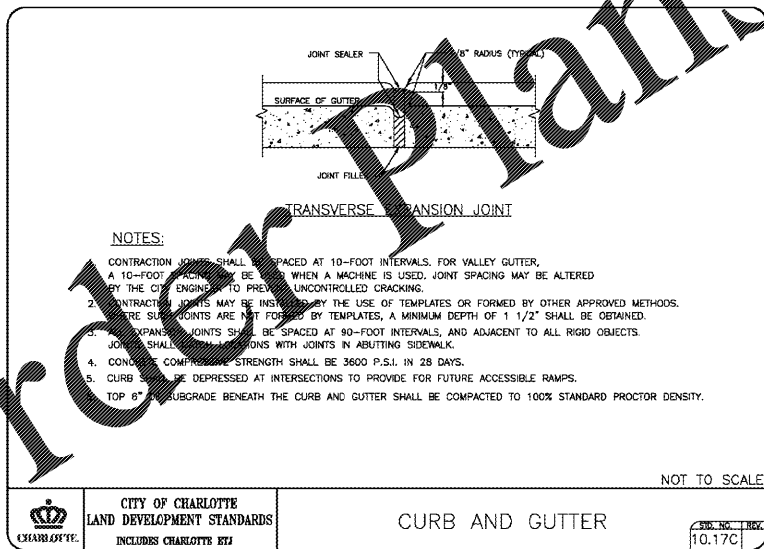 JOINT SEALER
1/8" RADIUS (TYPICAL)
1/8"
SURFACE OF GUTTER
JOINT FILLER
TRANSVERSE EXPANSION JOINT
NOTES:
CONTRACTION JOINTS SHALL BE SPACED AT 10-FOOT INTERVALS. FOR VALLEY GUTTER,
A 10-FOOT SPACING MAY BE USED WHEN A MACHINE IS USED. JOINT SPACING MAY BE ALTERED
BY THE CITY ENGINEER TO PREVENT UNCONTROLLED CRACKING.
2. CONTRACTION JOINTS MAY BE INSTALLED BY THE USE OF TEMPLATES OR FORMED BY OTHER APPROVED METHODS.
WHERE SUCH JOINTS ARE NOT FORMED BY TEMPLATES, A MINIMUM DEPTH OF 1 1/2" SHALL BE OBTAINED.
3. ALL EXPANSION JOINTS SHALL BE SPACED AT 90-FOOT INTERVALS, AND ADJACENT TO ALL RIGID OBJECTS.
JOINTS SHALL MATCH LOCATIONS WITH JOINTS IN ABUTTING SIDEWALK.
4. CONCRETE COMPRESSIVE STRENGTH SHALL BE 3600 P.S.I. IN 28 DAYS.
5. CURB SHALL BE DEPRESSED AT INTERSECTIONS TO PROVIDE FOR FUTURE ACCESSIBLE RAMPS.
TOP 6" OF SUBGRADE BENEATH THE CURB AND GUTTER SHALL BE COMPACTED TO 100% STANDARD PROCTOR DENSITY.
rder Plans
NOT TO SCALE
CHARLOTTE
CITY OF CHARLOTTE
LAND DEVELOPMENT STANDARDS
INCLUDES CHARLOTTE ETJ
CURB AND GUTTER
STD. NO. REV.
10.17C